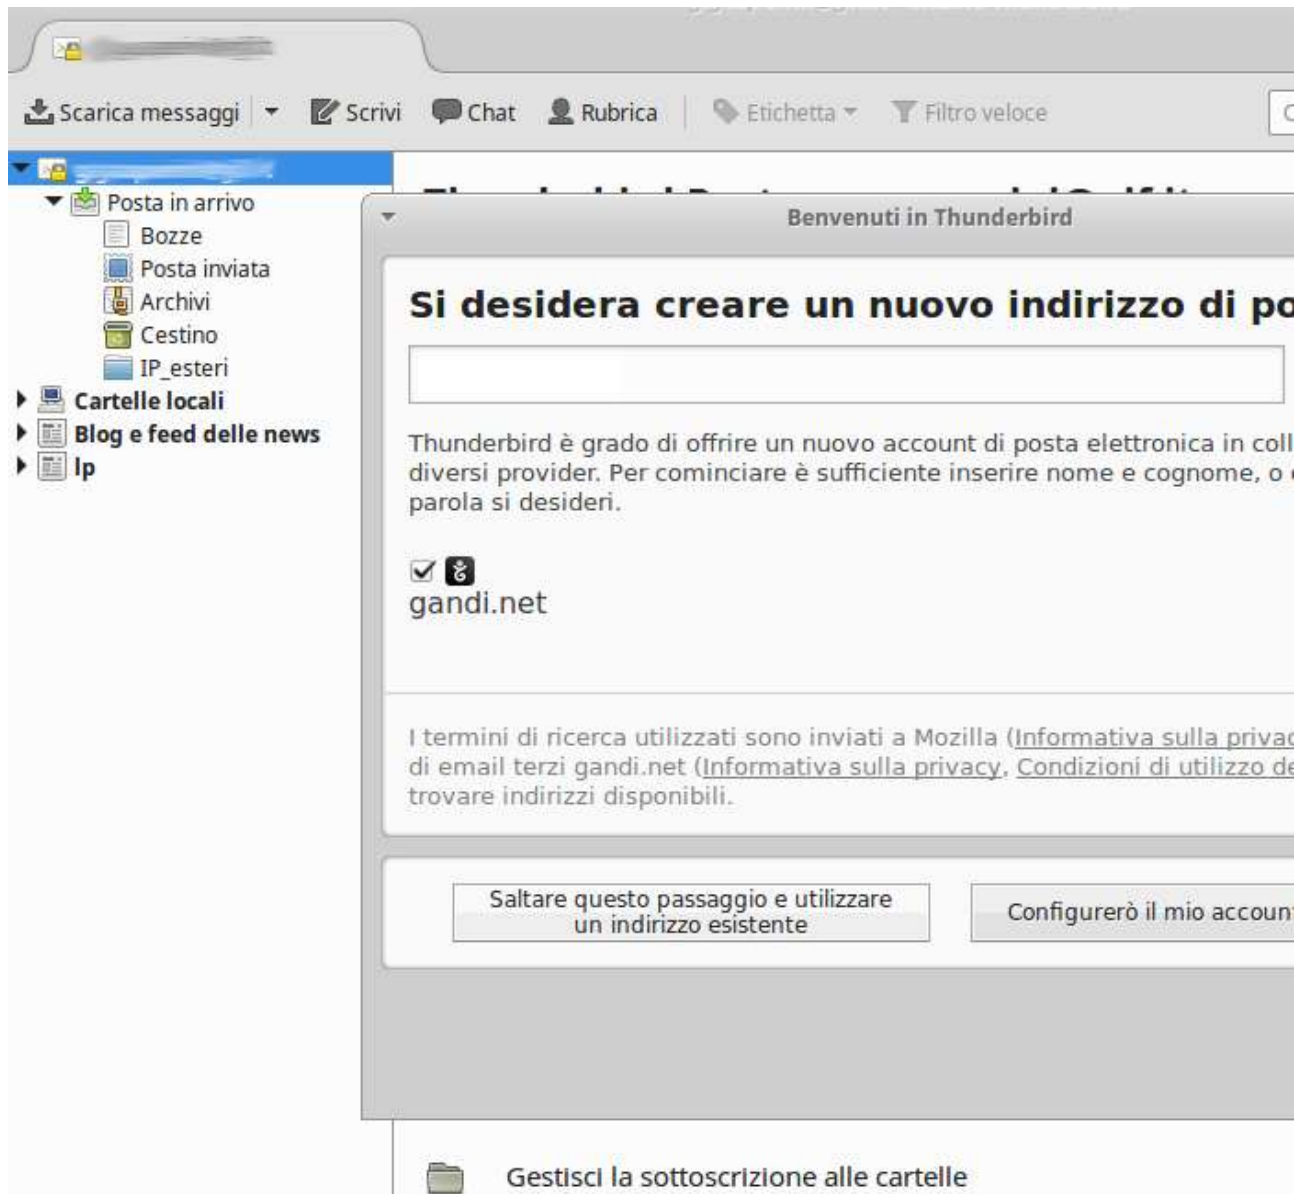 Scarica messaggi
Scrivi
Chat
Rubrica
Etichetta
Filtro veloce
Posta in arrivo
Bozze
Posta inviata
Archivi
Cestino
IP_esteri
Cartelle locali
Blog e feed delle news
lp
Benvenuti in Thunderbird
Si desidera creare un nuovo indirizzo di po
Thunderbird è grado di offrire un nuovo account di posta elettronica in coll
diversi provider. Per cominciare è sufficiente inserire nome e cognome, o
parola si desideri.
gandi.net
I termini di ricerca utilizzati sono inviati a Mozilla (Informativa sulla privac
di email terzi gandi.net (Informativa sulla privacy, Condizioni di utilizzo de
trovare indirizzi disponibili.
Saltare questo passaggio e utilizzare
un indirizzo esistente
Configurerò il mio account
Gestisci la sottoscrizione alle cartelle